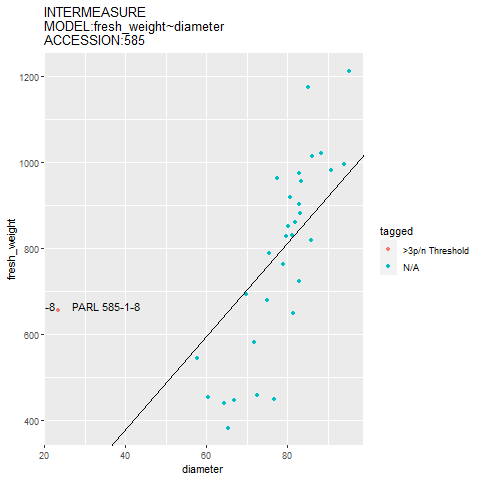 INTERMEASURE
MODEL:fresh_weight~diameter
ACCESSION:585
1200
1000
800
600
400
fresh_weight
-8
PARL 585-1-8
20
40
60
80
diameter
tagged
>3p/n Threshold
N/A